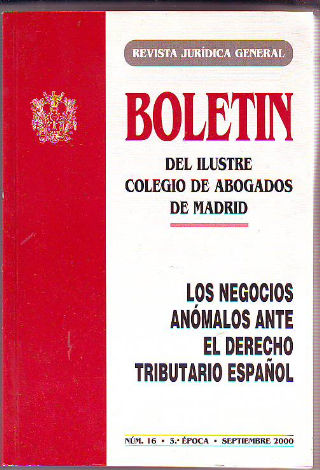 REVISTA JURÍDICA GENERAL
BOLETIN
DEL ILUSTRE
COLEGIO DE ABOGADOS
DE MADRID
LOS NEGOCIOS
ANÓMALOS ANTE
EL DERECHO
TRIBUTARIO ESPAÑOL
NÚM. 16 • 3.ª ÉPOCA • SEPTIEMBRE 2000